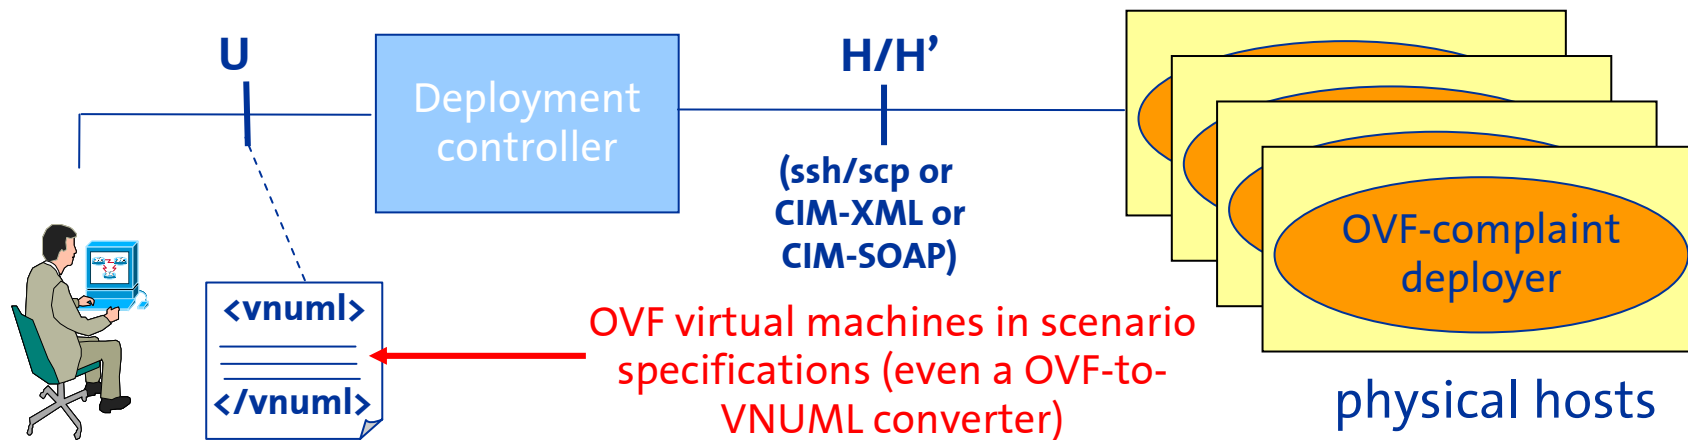 U
Deployment
controller
H/H’
(ssh/scp or
CIM-XML or
CIM-SOAP)
OVF-complaint
deployer
physical hosts
<vnuml>
</vnuml>
OVF virtual machines in scenario
specifications (even a OVF-to-
VNUML converter)